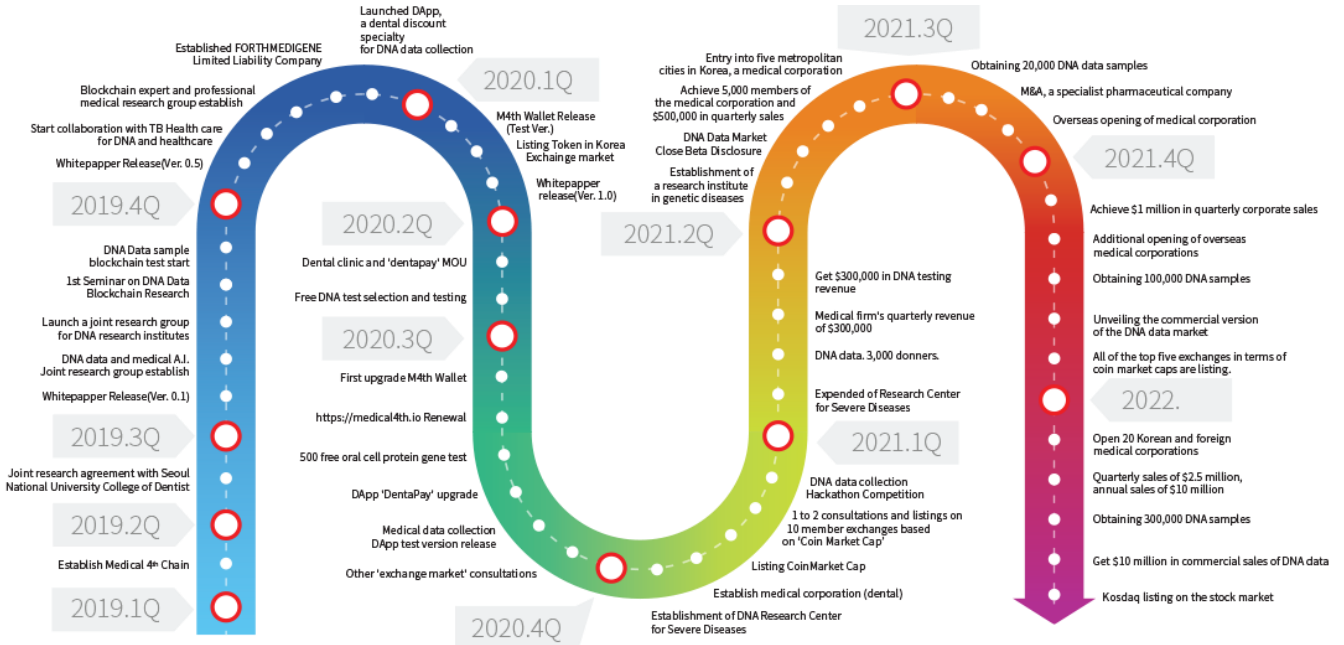 2019.1Q
Establish Medical 4th Chain
2019.2Q
Joint research agreement with Seoul
National University College of Dentist
2019.3Q
Whitepapper Release(Ver. 0.1)
DNA data and medical A.I.
Joint research group establish
Launch a joint research group
for DNA research institutes
1st Seminar on DNA Data
Blockchain Research
DNA Data sample
blockchain test start
2019.4Q
Whitepapper Release(Ver. 0.5)
Start collaboration with TB Health care
for DNA and healthcare
Blockchain expert and professional
medical research group establish
Established FORTHMEDIGENE
Limited Liability Company
Launched DApp,
a dental discount
specialty
for DNA data collection
2020.1Q
M4th Wallet Release
(Test Ver.)
Listing Token in Korea
Exchainge market
Whitepapper
release(Ver. 1.0)
2020.2Q
Dental clinic and 'dentapay' MOU
Free DNA test selection and testing
2020.3Q
First upgrade M4th Wallet
https://medical4th.io Renewal
500 free oral cell protein gene test
DApp 'DentaPay' upgrade
Medical data collection
DApp test version release
Other 'exchange market' consultations
2020.4Q
Establishment of DNA Research Center
for Severe Diseases
Establish medical corporation (dental)
Listing CoinMarket Cap
1 to 2 consultations and listings on
10 member exchanges based
on 'Coin Market Cap'
DNA data collection
Hackathon Competition
2021.1Q
Expended of Research Center
for Severe Diseases
DNA data. 3,000 donners.
Medical firm's quarterly revenue
of $300,000
Get $300,000 in DNA testing
revenue
2021.2Q
Establishment of
a research institute
in genetic diseases
DNA Data Market
Close Beta Disclosure
Achieve 5,000 members of
the medical corporation and
$500,000 in quarterly sales
Entry into five metropolitan
cities in Korea, a medical corporation
2021.3Q
Obtaining 20,000 DNA data samples
M&A, a specialist pharmaceutical company
Overseas opening of medical corporation
2021.4Q
Achieve $1 million in quarterly corporate sales
Additional opening of overseas
medical corporations
Obtaining 100,000 DNA samples
Unveiling the commercial version
of the DNA data market
All of the top five exchanges in terms of
coin market caps are listing.
2022.
Open 20 Korean and foreign
medical corporations
Quarterly sales of $2.5 million,
annual sales of $10 million
Obtaining 300,000 DNA samples
Get $10 million in commercial sales of DNA data
Kosdaq listing on the stock market